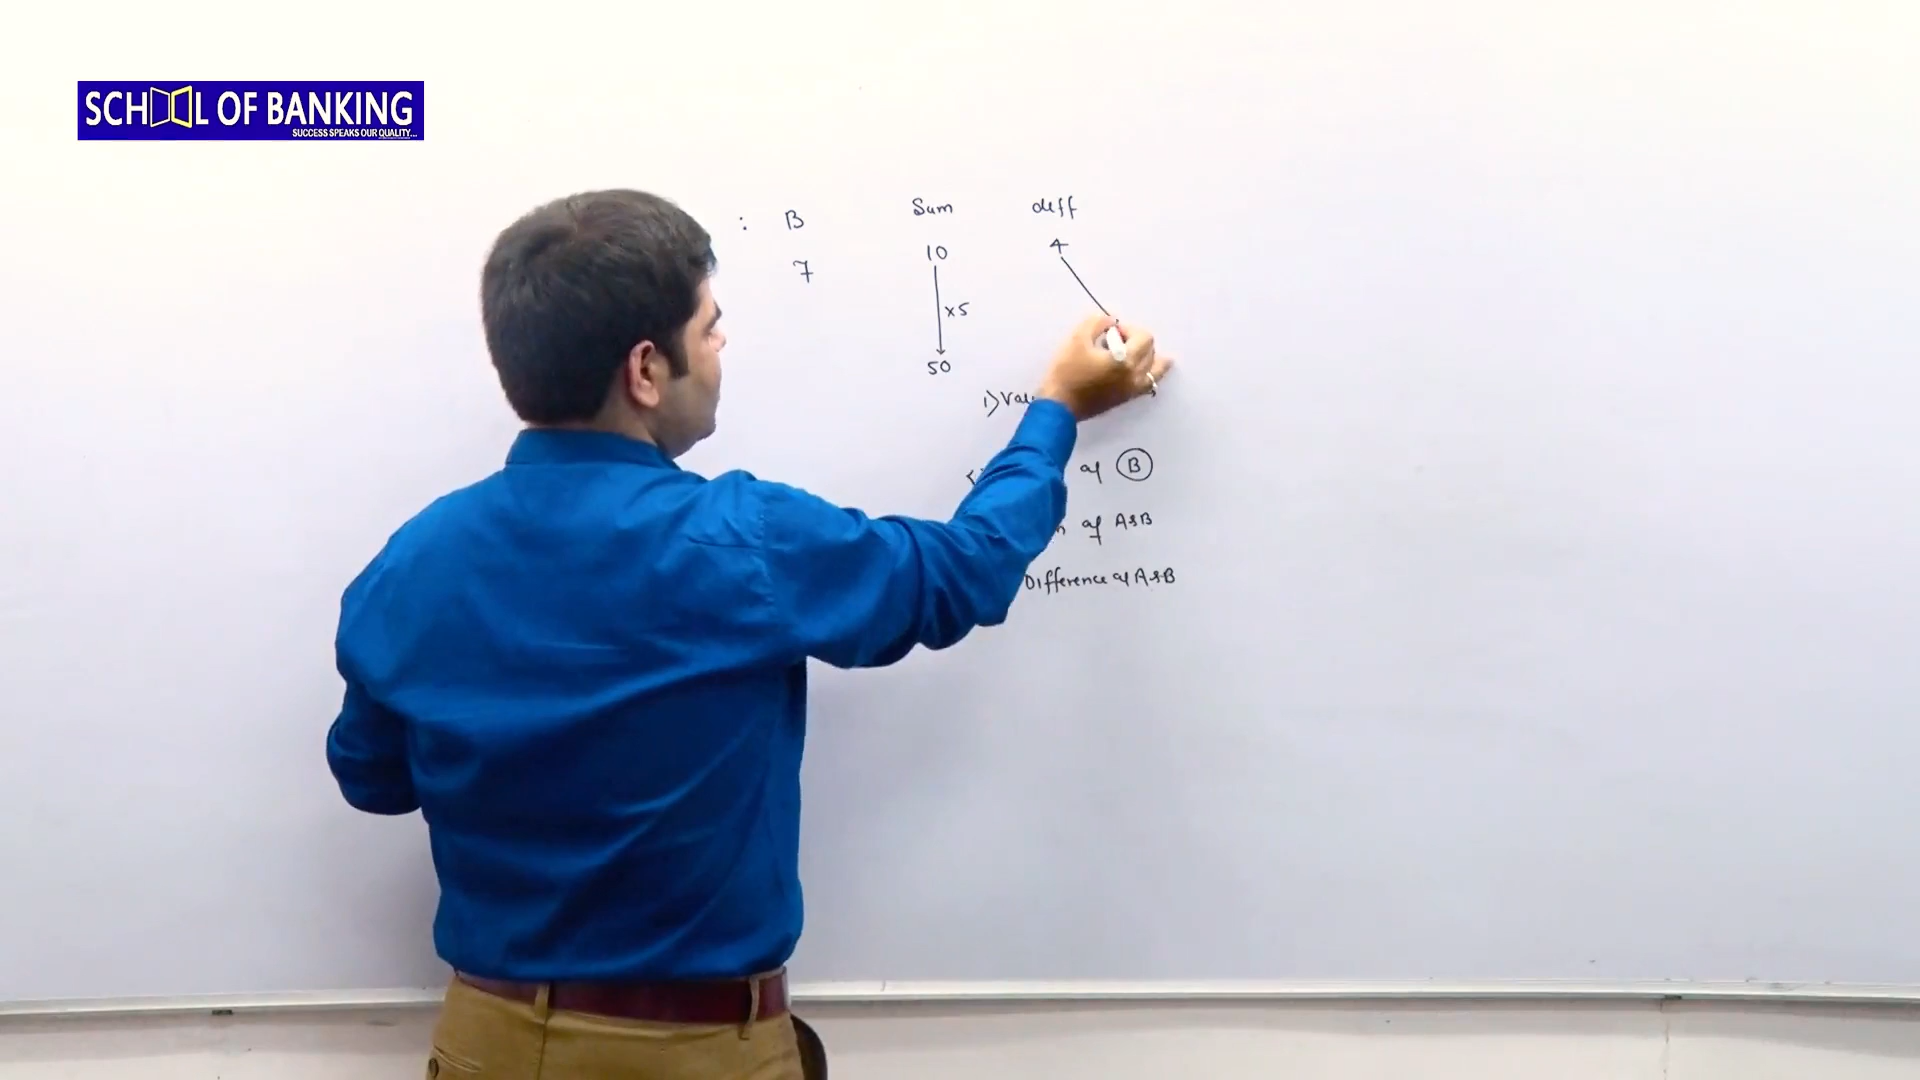 SCHOOL OF BANKING
SUCCESS SPEAKS OUR QUALITY...
: B Sum diff
7 10 4
x5
50
1)
of B
of A&B
Difference of A&B